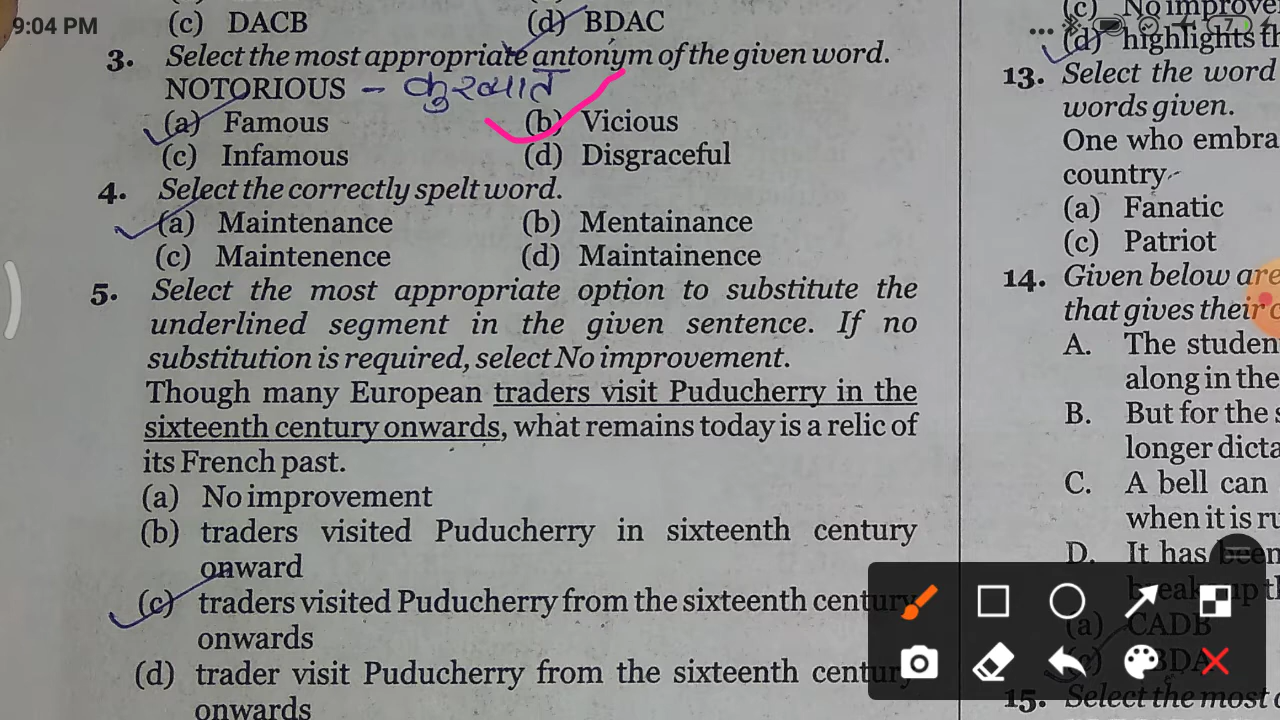 9:04 PM
(c) DACB (d) BDAC
3. Select the most appropriate antonym of the given word.
NOTORIOUS – कुख्यात
(a) Famous (b) Vicious
(c) Infamous (d) Disgraceful
4. Select the correctly spelt word.
(a) Maintenance (b) Mentainance
(c) Maintenence (d) Maintainence
5. Select the most appropriate option to substitute the
underlined segment in the given sentence. If no
substitution is required, select No improvement.
Though many European traders visit Puducherry in the
sixteenth century onwards, what remains today is a relic of
its French past.
(a) No improvement
(b) traders visited Puducherry in sixteenth century
onward
(c) traders visited Puducherry from the sixteenth century
onwards
(d) trader visit Puducherry from the sixteenth century
onwards
(c) No improve
(d) highlights th
13. Select the word
words given.
One who embra
country
(a) Fanatic
(c) Patriot
14. Given below are
that gives their
A. The studen
along in the
B. But for the
longer dicta
C. A bell can
when it is ru
D. It has been
break up th
(a) CADB
15. Select the most